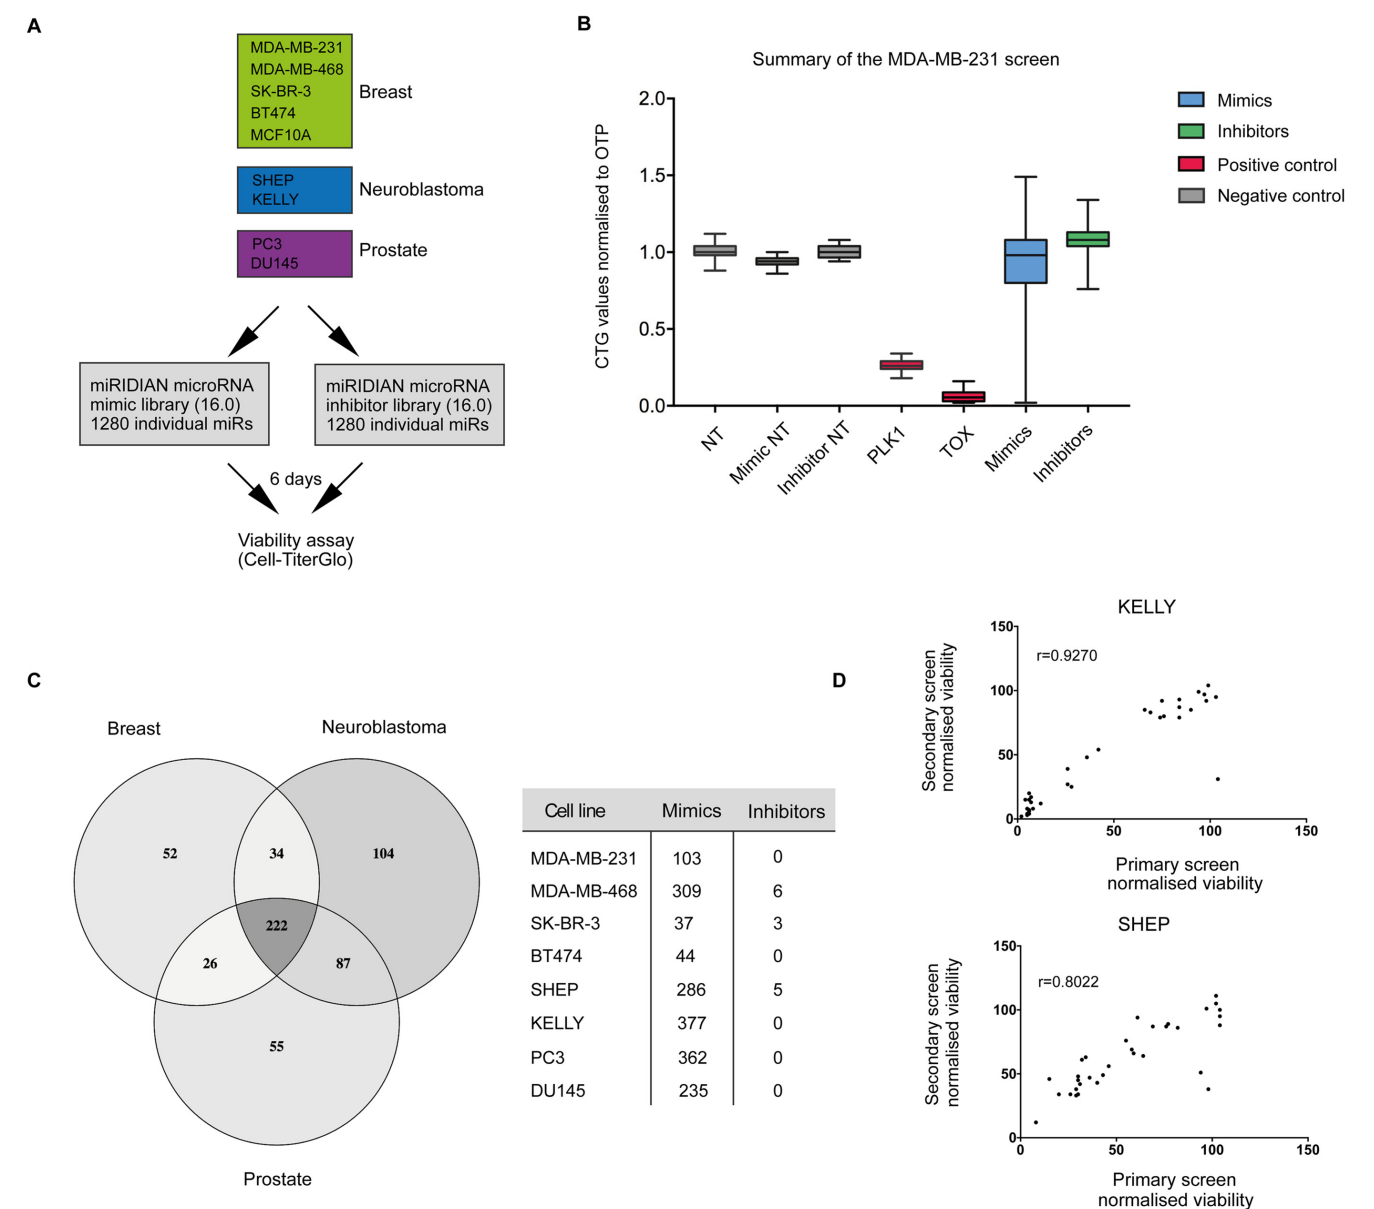 A
MDA-MB-231
MDA-MB-468
SK-BR-3
BT474
MCF10A
Breast
SHEP
KELLY
Neuroblastoma
PC3
DU145
Prostate
miRIDIAN microRNA
mimic library (16.0)
1280 individual miRs
miRIDIAN microRNA
inhibitor library (16.0)
1280 individual miRs
6 days
Viability assay
(Cell-TiterGlo)
B
Summary of the MDA-MB-231 screen
CTG values normalised to OTP
2.0
1.5
1.0
0.5
0.0
NT
Mimic NT
Inhibitor NT
PLK1
TOX
Mimics
Inhibitors
Mimics
Inhibitors
Positive control
Negative control
C
Breast
Neuroblastoma
52
34
104
222
26
87
55
Prostate
Cell line Mimics Inhibitors
MDA-MB-231 103 0
MDA-MB-468 309 6
SK-BR-3 37 3
BT474 44 0
SHEP 286 5
KELLY 377 0
PC3 362 0
DU145 235 0
D
KELLY
Secondary screen
normalised viability
150
100
50
0
r=0.9270
0 50 100 150
Primary screen
normalised viability
SHEP
Secondary screen
normalised viability
150
100
50
0
r=0.8022
0 50 100 150
Primary screen
normalised viability